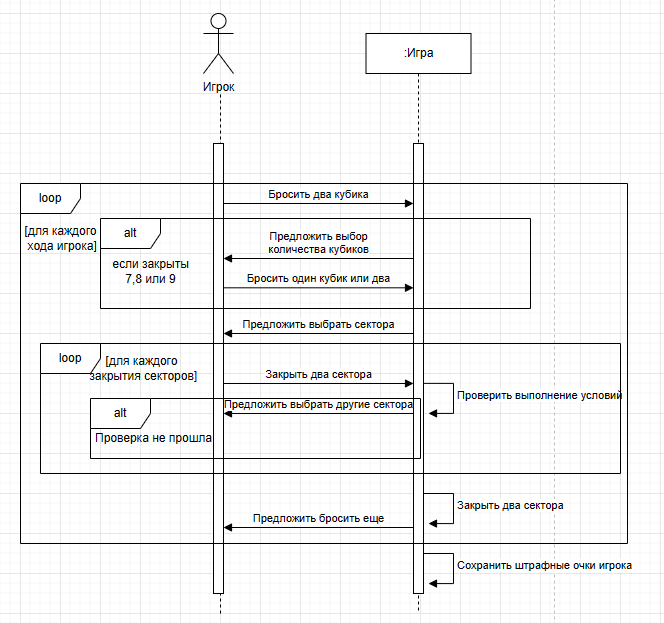 Игрок
:Игра
loop
Бросить два кубика
[для каждого
хода игрока]
alt
Предложить выбор
количества кубиков
если закрыты
7,8 или 9
Бросить один кубик или два
Предложить выбрать сектора
loop
[для каждого
закрытия секторов]
Закрыть два сектора
Проверить выполнение условий
alt
Предложить выбрать другие сектора
Проверка не прошла
Закрыть два сектора
Предложить бросить еще
Сохранить штрафные очки игрока